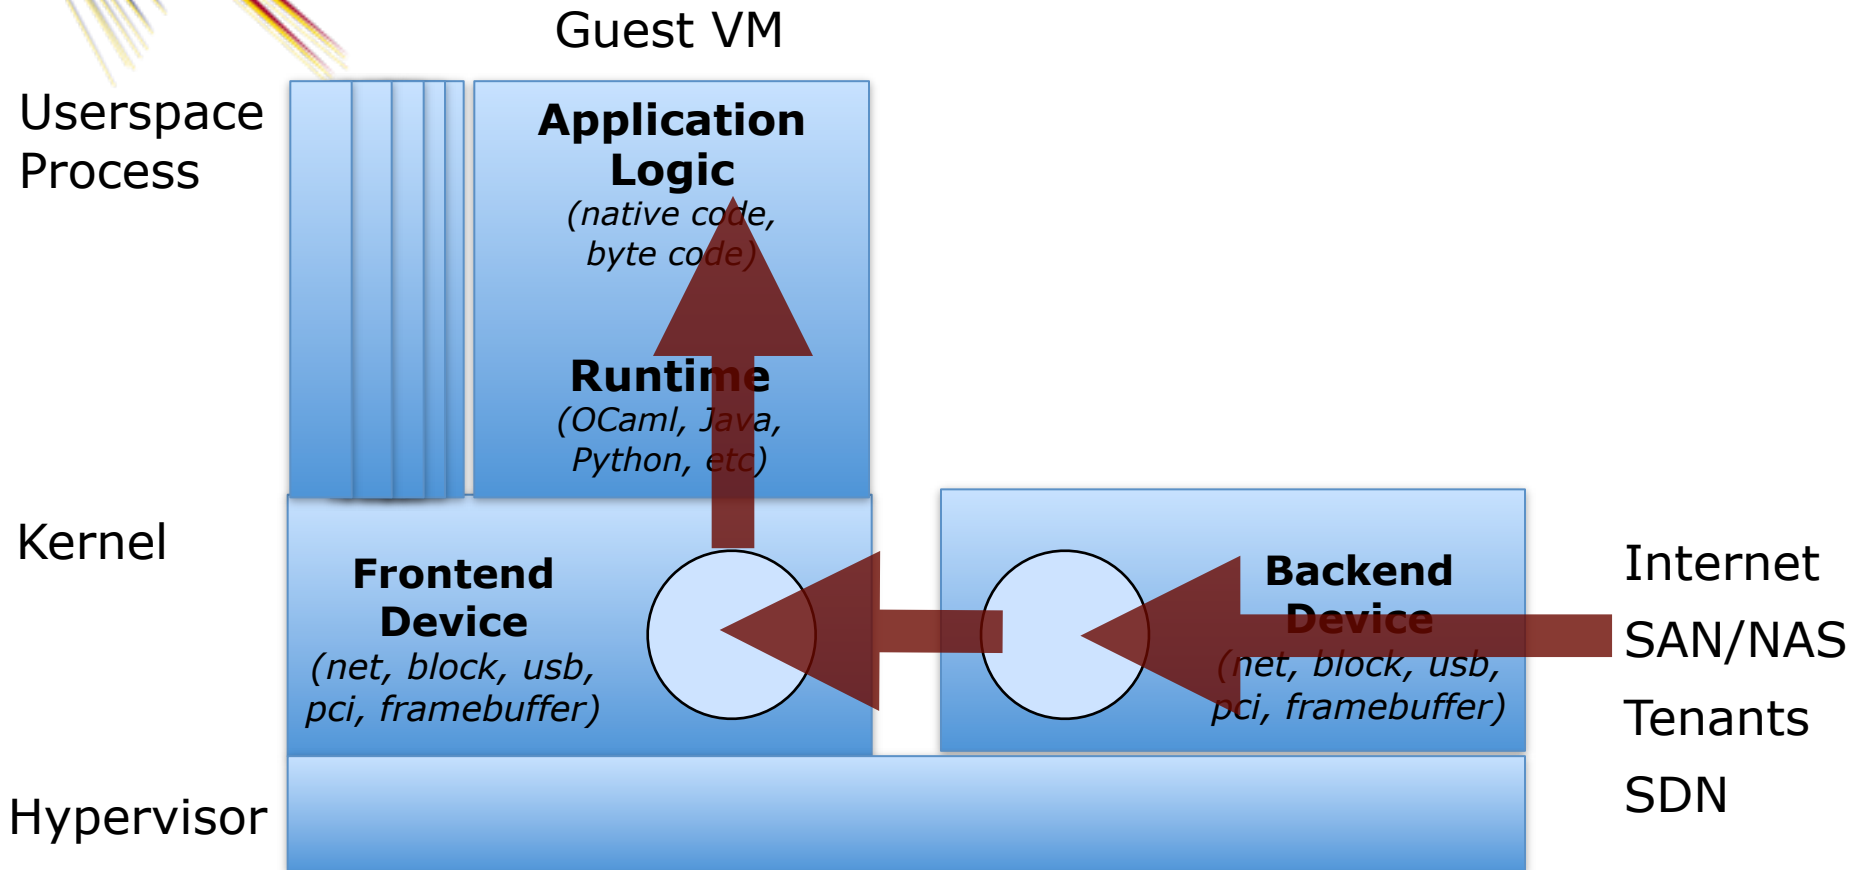 Guest VM
Userspace
Process
Application
Logic
(native code,
byte code)
Runtime
(OCaml, Java,
Python, etc)
Kernel
Frontend
Device
(net, block, usb,
pci, framebuffer)
Backend
Device
(net, block, usb,
pci, framebuffer)
Internet
SAN/NAS
Tenants
SDN
Hypervisor